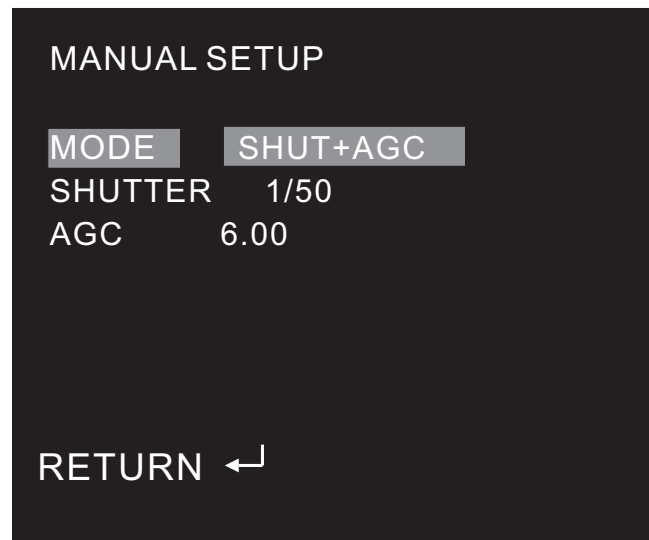 MANUAL SETUP
MODE SHUT+AGC
SHUTTER 1/50
AGC 6.00
RETURN ↵